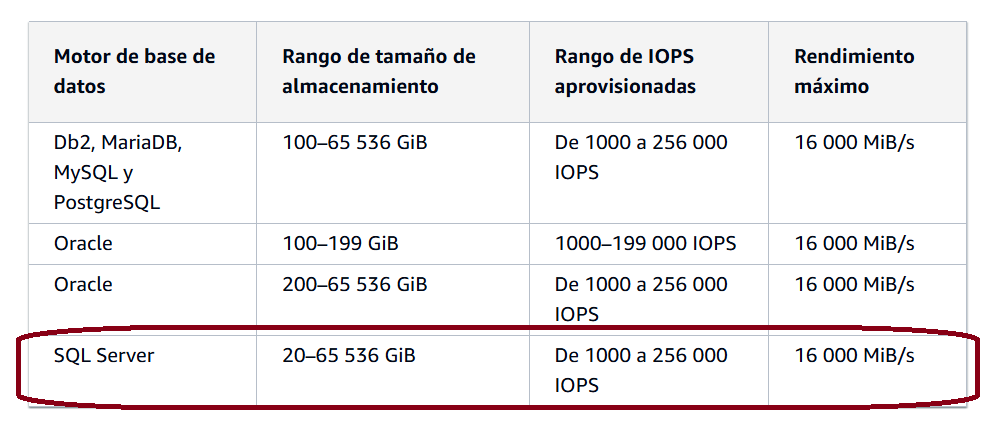 Motor de base de datos
Rango de tamaño de almacenamiento
Rango de IOPS aprovisionadas
Rendimiento máximo
Db2, MariaDB,
MySQL y
PostgreSQL
100–65 536 GiB
De 1000 a 256 000
IOPS
16 000 MiB/s
Oracle
100–199 GiB
1000–199 000 IOPS
16 000 MiB/s
Oracle
200–65 536 GiB
De 1000 a 256 000
IOPS
16 000 MiB/s
SQL Server
20–65 536 GiB
De 1000 a 256 000
IOPS
16 000 MiB/s